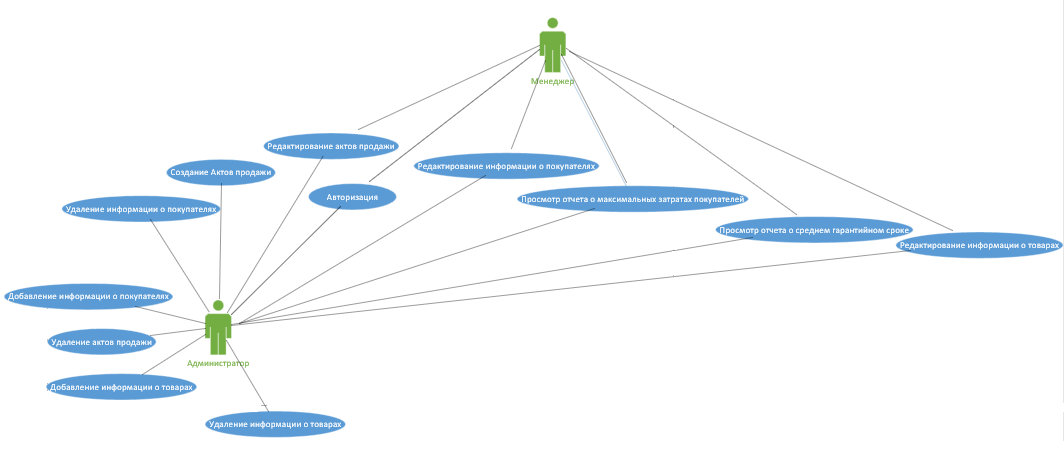 Менеджер
Редактирование актов продажи
Редактирование информации о покупателях
Создание Актов продажи
Авторизация
Просмотр отчета о максимальных затратах покупателей
Удаление информации о покупателях
Просмотр отчета о среднем гарантийном сроке
Редактирование информации о товарах
Добавление информации о покупателях
Удаление актов продажи
Администратор
Добавление информации о товарах
Удаление информации о товарах